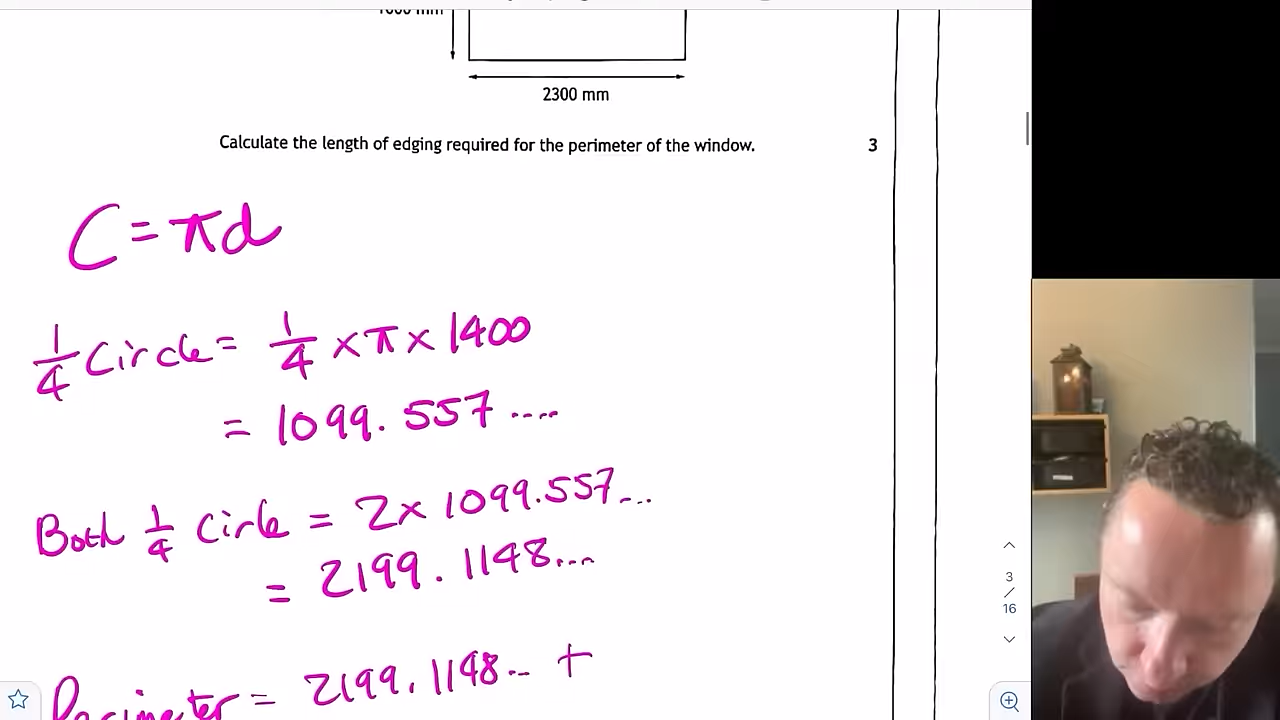 2300 mm
Calculate the length of edging required for the perimeter of the window. 3
C = πd
1/4 Circle = 1/4 × π × 1400
= 1099.557....
Both 1/4 Cirle = 2 × 1099.557...
= 2199.1148...
Perimeter = 2199.1148.. +
3
/
16